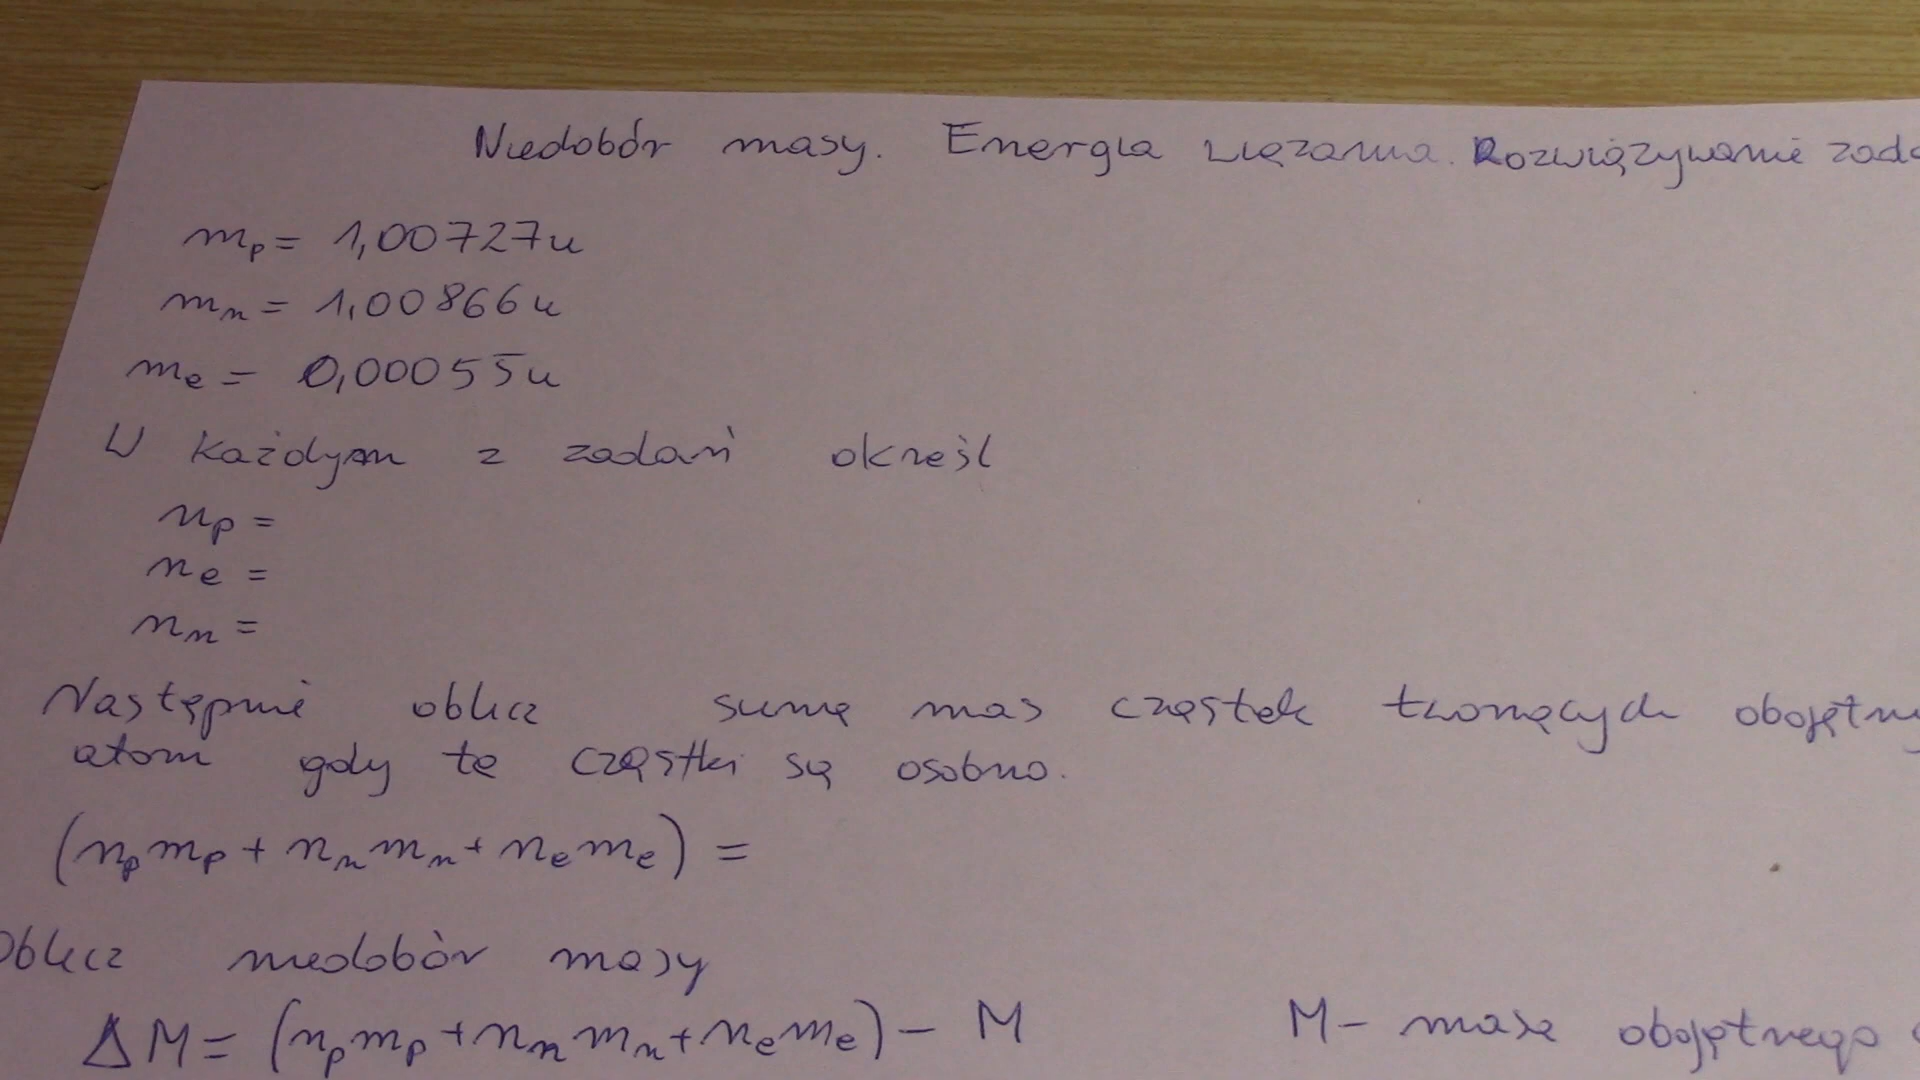 Niedobór masy. Energia wiązania. Rozwiązywanie zada
mp = 1,00727u
mn = 1,00866u
me = 0,00055u
W każdym z zadań określ
np =
ne =
nn =
Następnie oblicz sumę mas cząstek tworzących obojętny
atom gdy te cząstki są osobno.
(npmp + nnmn + neme) =
Oblicz niedobór masy
ΔM = (npmp + nnmn + neme) – M M – masa obojętnego